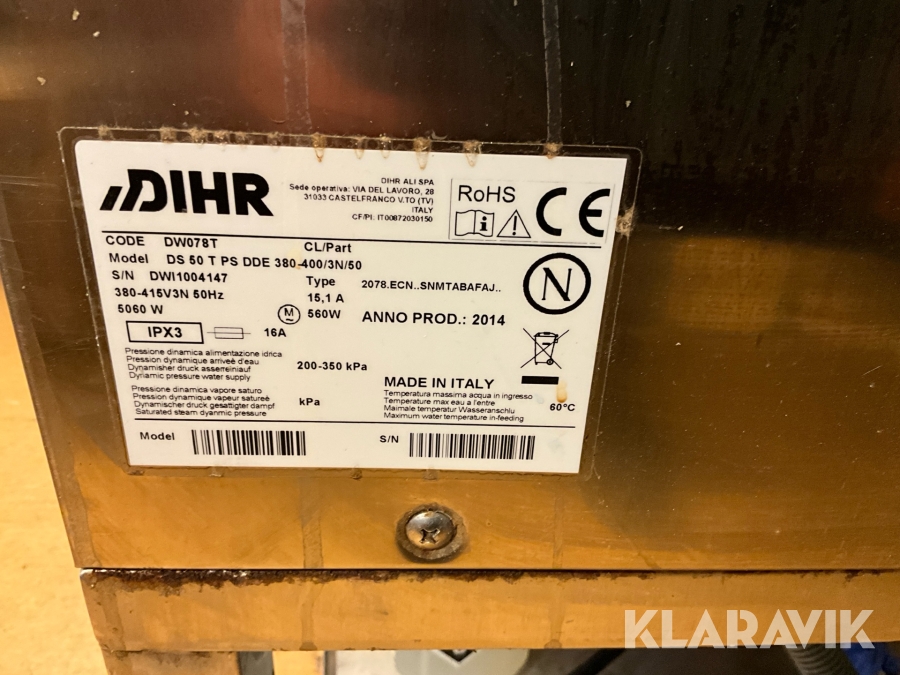 DIHR
DIHR ALI SPA
Sede operativa: VIA DEL LAVORO, 28
31033 CASTELFRANCO V.TO (TV)
ITALY
CF/PI. IT00872030150
RoHS
CE
CODE DW078T CL/Part
Model DS 50 T PS DDE 380-400/3N/50
S/N DWI1004147 Type 2078.ECN..SNMTABAFAJ..
380-415V3N 50Hz 15,1 A
5060 W M 560W ANNO PROD.: 2014
N
IPX3 16A
Pressione dinamica alimentazione idrica
Pression dynamique arriveè d'eau
Dynamisher druck asserreinlauf
Dynamic pressure water supply
200-350 kPa
Pressione dinamica vapore saturo
Pression dynamique vapeur satureé
Dynamischer druck gesattigter dampf
Saturated steam dyanmic pressure
kPa
MADE IN ITALY
Temperatura massima acqua in ingresso
Temperature max eau a l'entre
Maimale temperatur Wasseranschlu
Maximum water temperature in-feeding
60°C
Model S/N
KLARAVIK